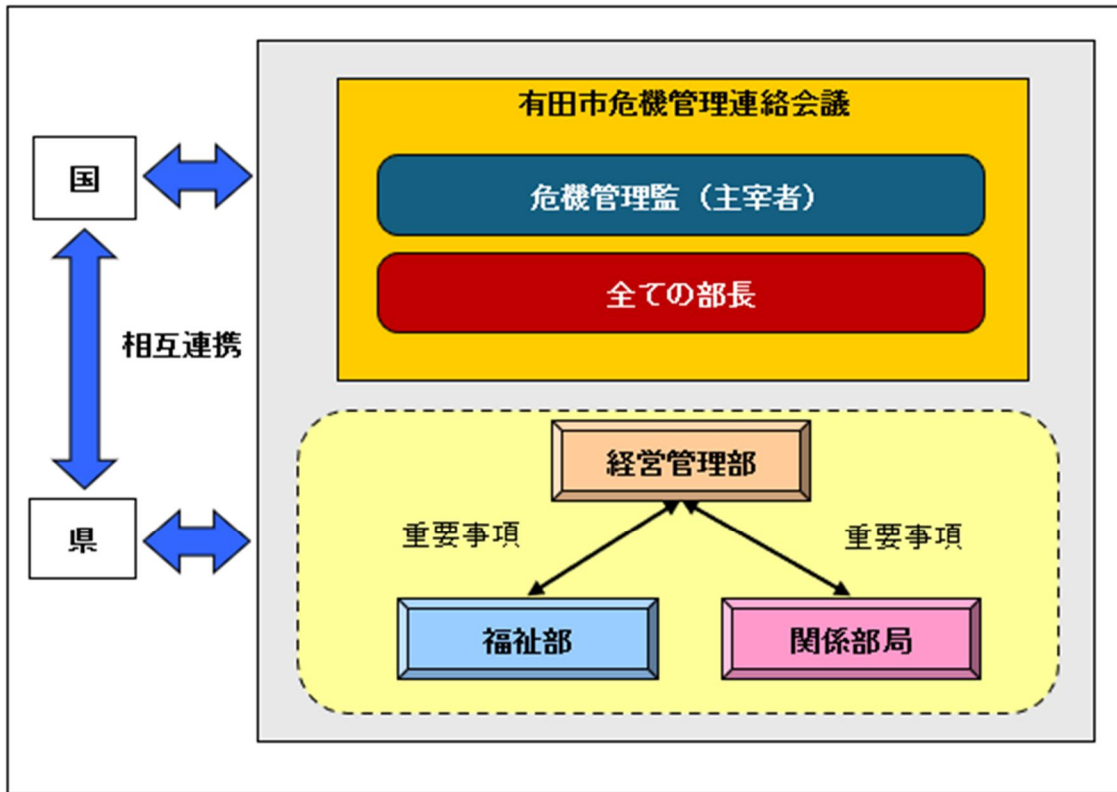 有田市危機管理連絡会議
国
危機管理監（主宰者）
全ての部長
相互連携
経営管理部
県
重要事項
重要事項
福祉部
関係部局